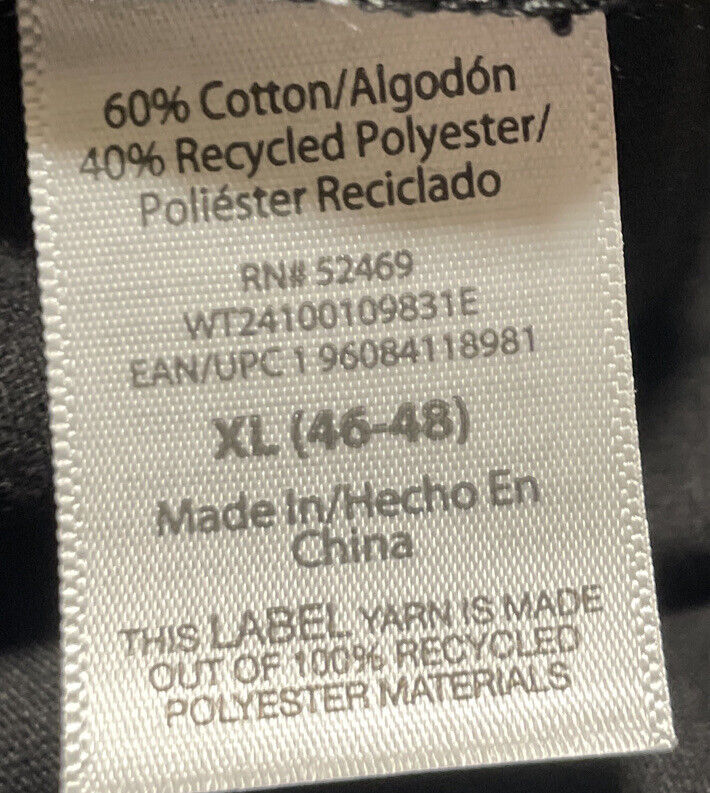 60% Cotton/Algodón
40% Recycled Polyester/
Poliéster Reciclado
RN# 52469
WT24100109831E
EAN/UPC 1 96084118981
XL (46-48)
Made In/Hecho En
China
THIS LABEL YARN IS MADE
OUT OF 100% RECYCLED
POLYESTER MATERIALS